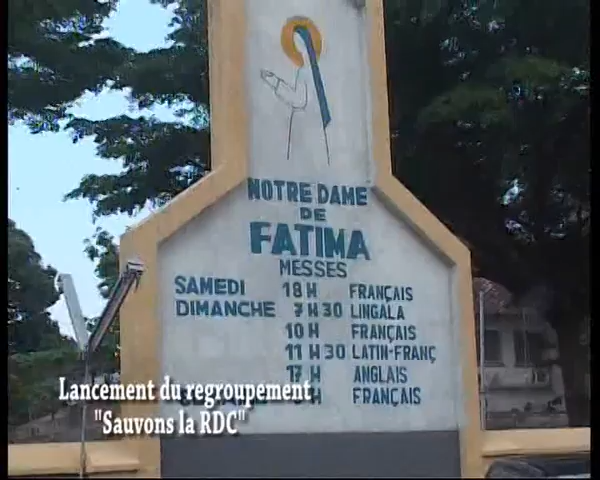 NOTRE DAME
DE
FATIMA
MESSES
SAMEDI 18 H FRANÇAIS
DIMANCHE 7 H 30 LINGALA
10 H FRANÇAIS
11 H 30 LATIN-FRANÇ
17 H ANGLAIS
FRANÇAIS
Lancement du regroupement
"Sauvons la RDC"